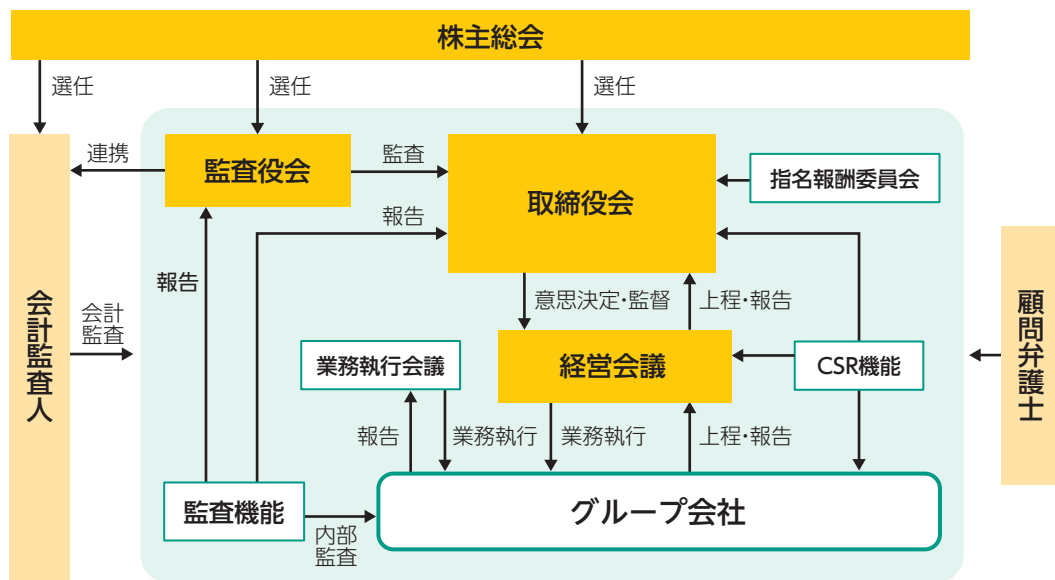 株主総会
選任
選任
選任
連携
監査役会
監査
取締役会
指名報酬委員会
報告
報告
会計監査人
会計
監査
意思決定・監督
上程・報告
顧問弁護士
業務執行会議
経営会議
CSR機能
報告
業務執行
業務執行
上程・報告
監査機能
内部
監査
グループ会社